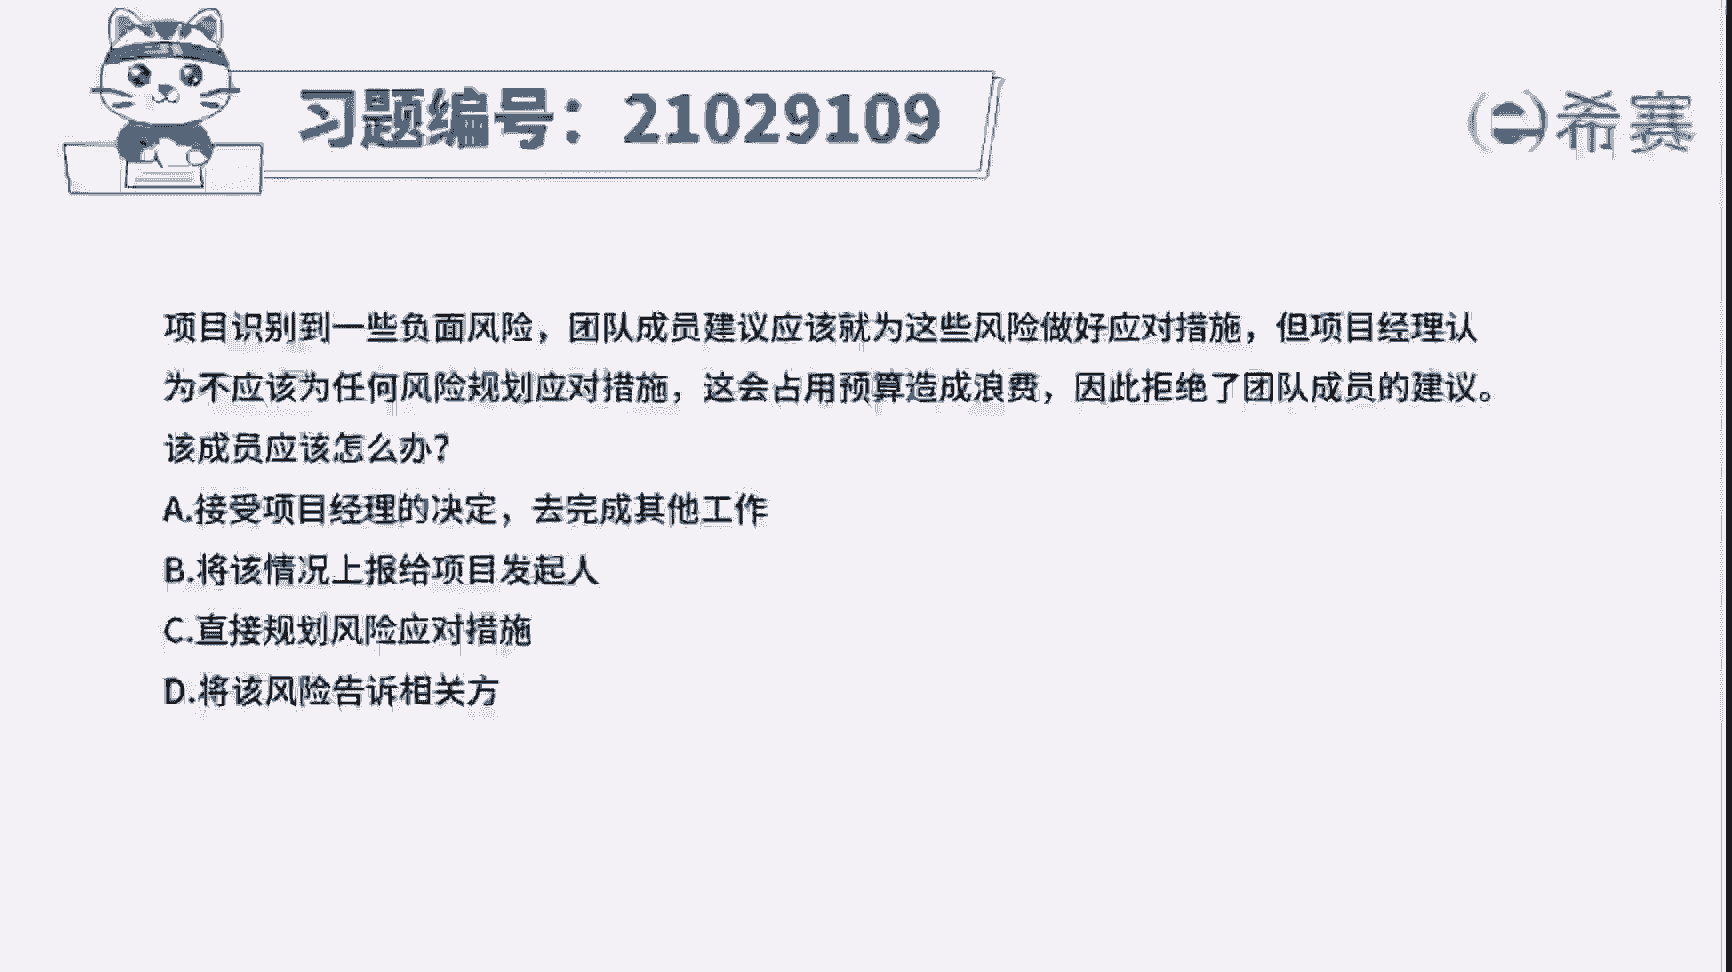 习题编号：21029109
希赛
项目识别到一些负面风险，团队成员建议应该就为这些风险做好应对措施，但项目经理认
为不应该为任何风险规划应对措施，这会占用预算造成浪费，因此拒绝了团队成员的建议。
该成员应该怎么办？
A.接受项目经理的决定，去完成其他工作
B.将该情况上报给项目发起人
C.直接规划风险应对措施
D.将该风险告诉相关方